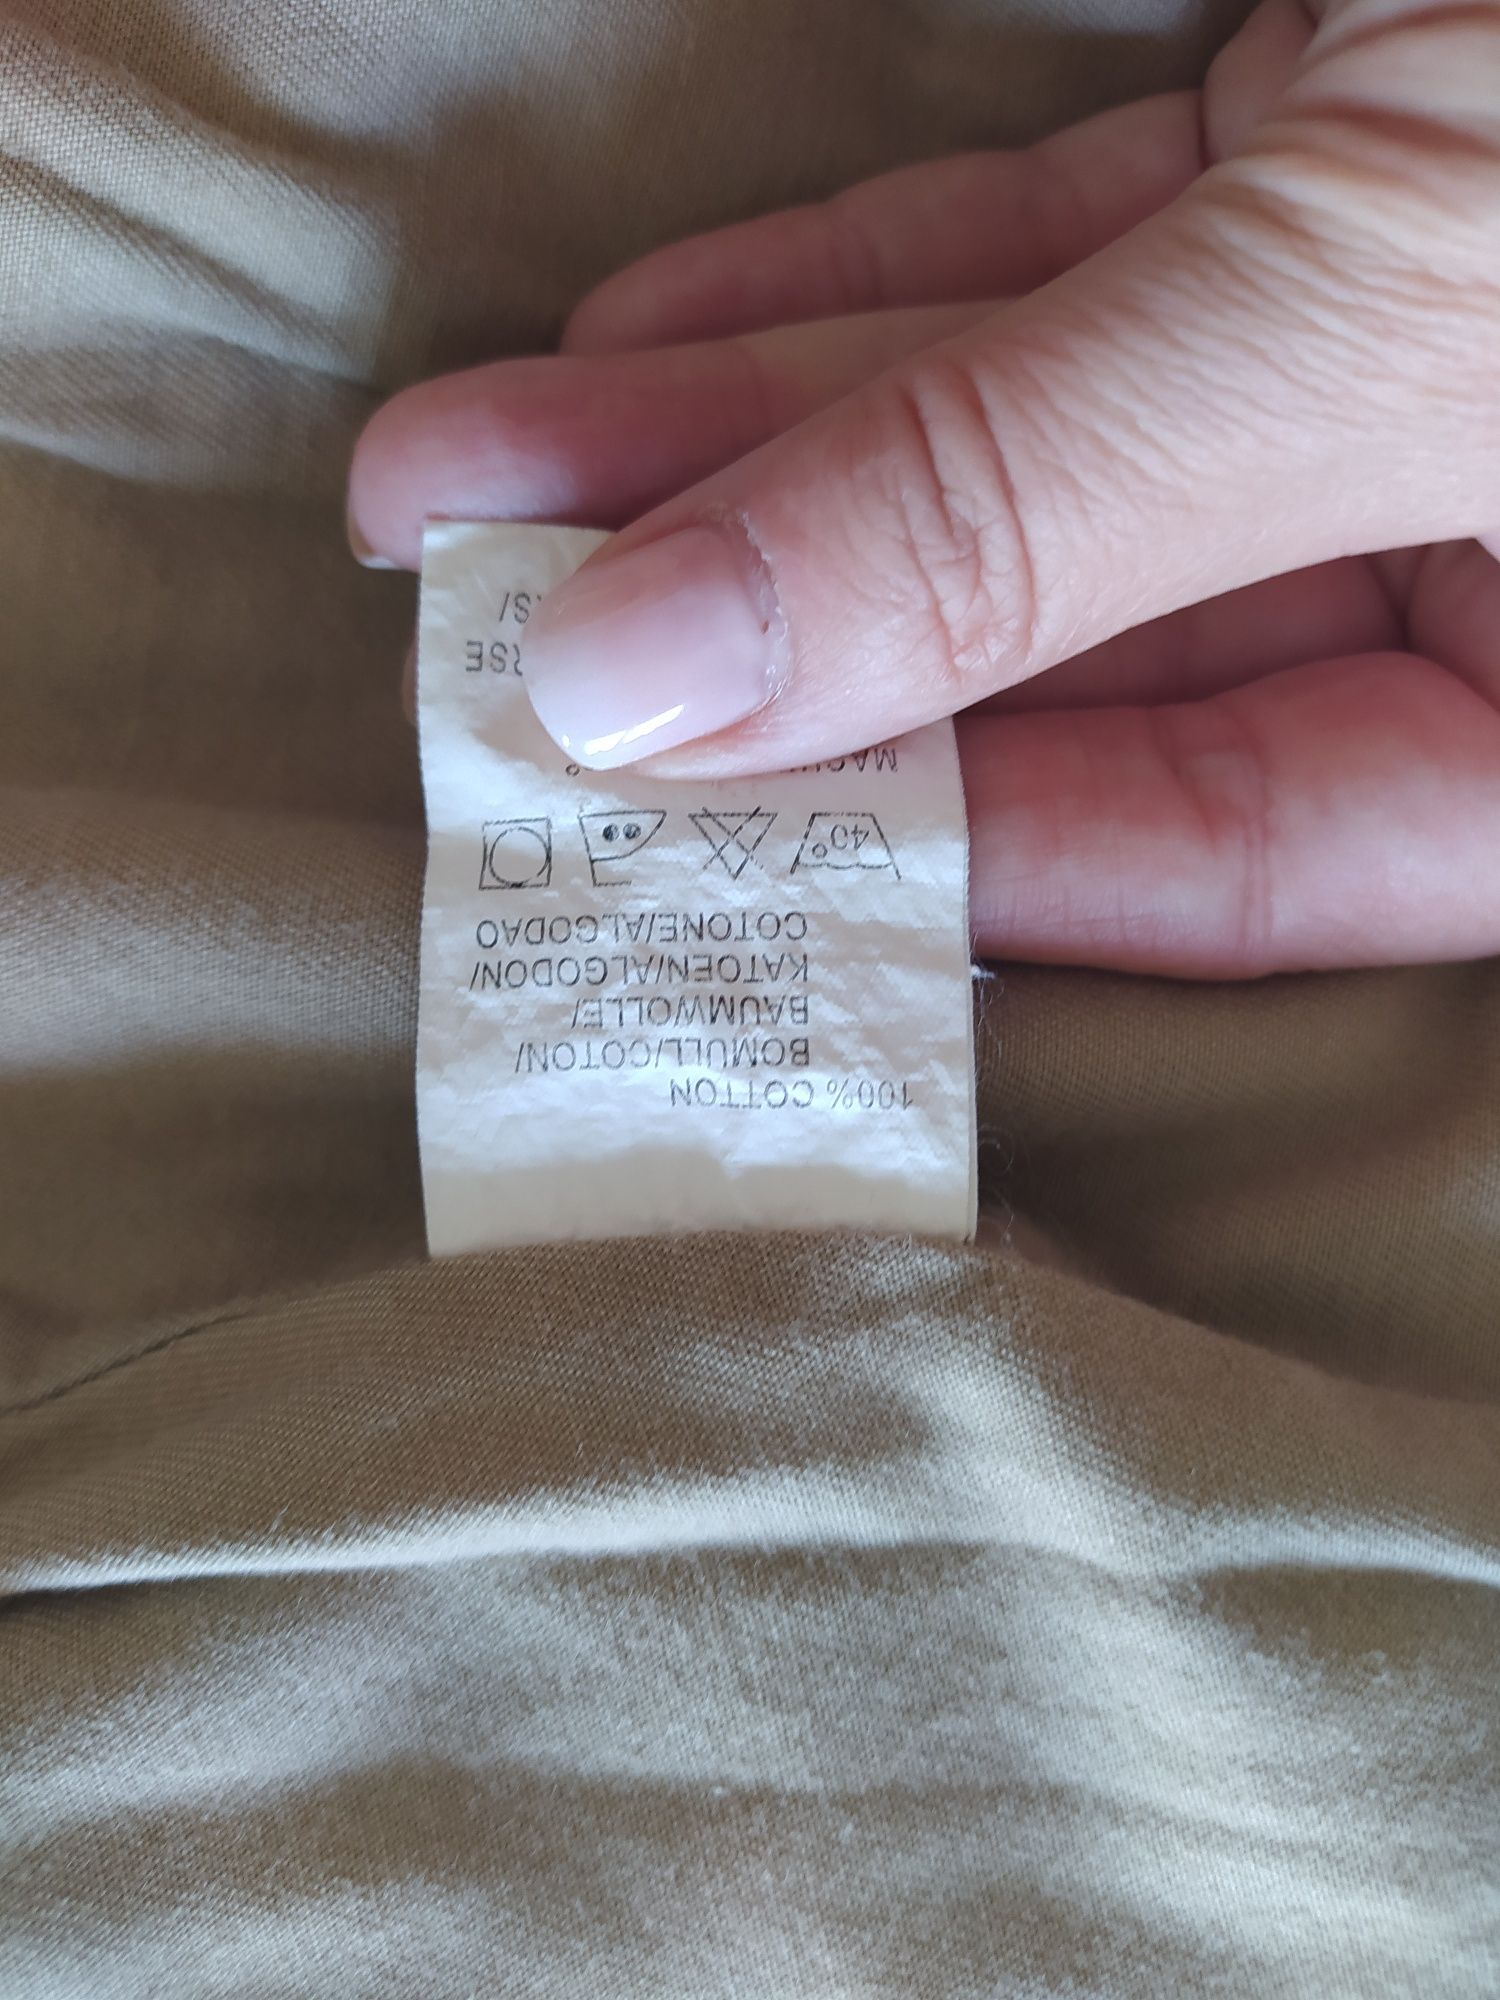 100% COTTON
BOMULL/COTON/
BAUMWOLLE/
KATOEN/ALGODON/
COTONE/ALGODAO
40°